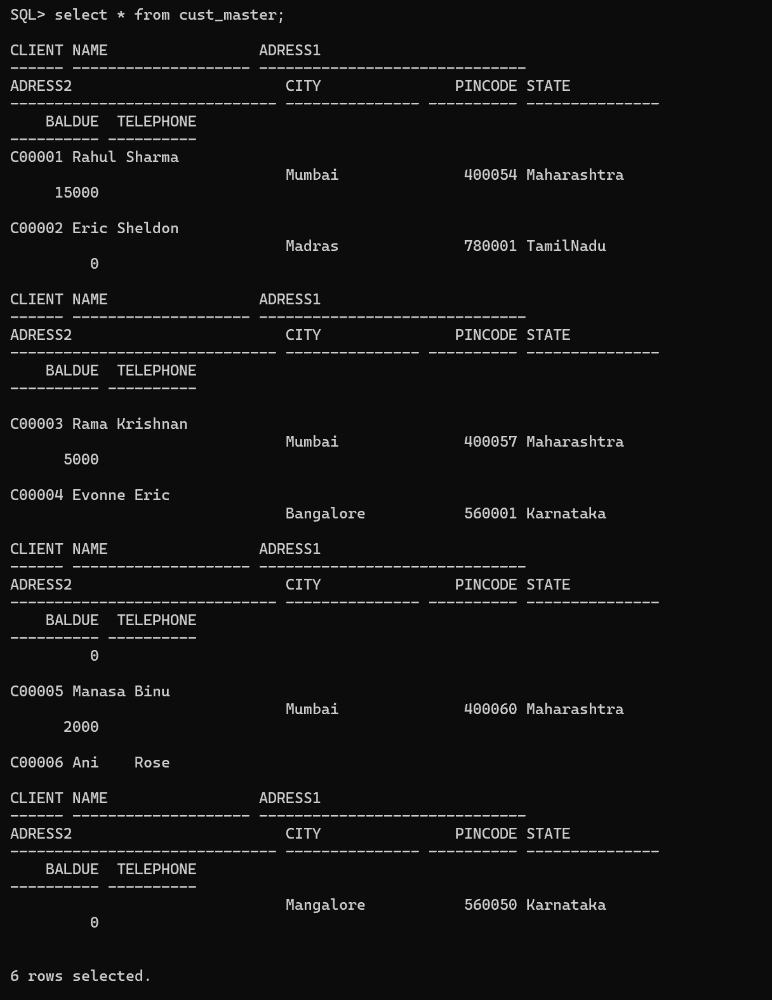 SQL> select * from cust_master;
CLIENT NAME                 ADRESS1
------ -------------------- ------------------------------
ADRESS2                        CITY               PINCODE STATE
------------------------------ --------------- ---------- ---------------
    BALDUE  TELEPHONE
---------- ----------
C00001 Rahul Sharma
                               Mumbai              400054 Maharashtra
     15000
C00002 Eric Sheldon
                               Madras              780001 TamilNadu
         0
CLIENT NAME                 ADRESS1
------ -------------------- ------------------------------
ADRESS2                        CITY               PINCODE STATE
------------------------------ --------------- ---------- ---------------
    BALDUE  TELEPHONE
---------- ----------
C00003 Rama Krishnan
                               Mumbai              400057 Maharashtra
      5000
C00004 Evonne Eric
                               Bangalore           560001 Karnataka
CLIENT NAME                 ADRESS1
------ -------------------- ------------------------------
ADRESS2                        CITY               PINCODE STATE
------------------------------ --------------- ---------- ---------------
    BALDUE  TELEPHONE
---------- ----------
         0
C00005 Manasa Binu
                               Mumbai              400060 Maharashtra
      2000
C00006 Ani    Rose
CLIENT NAME                 ADRESS1
------ -------------------- ------------------------------
ADRESS2                        CITY               PINCODE STATE
------------------------------ --------------- ---------- ---------------
    BALDUE  TELEPHONE
---------- ----------
                               Mangalore           560050 Karnataka
         0
6 rows selected.